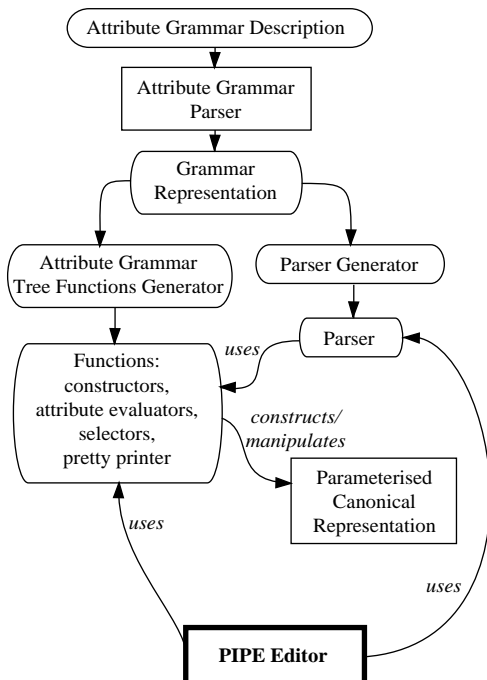 Attribute Grammar Description
Attribute Grammar
Parser
Grammar
Representation
Attribute Grammar
Tree Functions Generator
Parser Generator
uses
Parser
Functions:
constructors,
attribute evaluators,
selectors,
pretty printer
constructs/
manipulates
Parameterised
Canonical
Representation
uses
uses
PIPE Editor